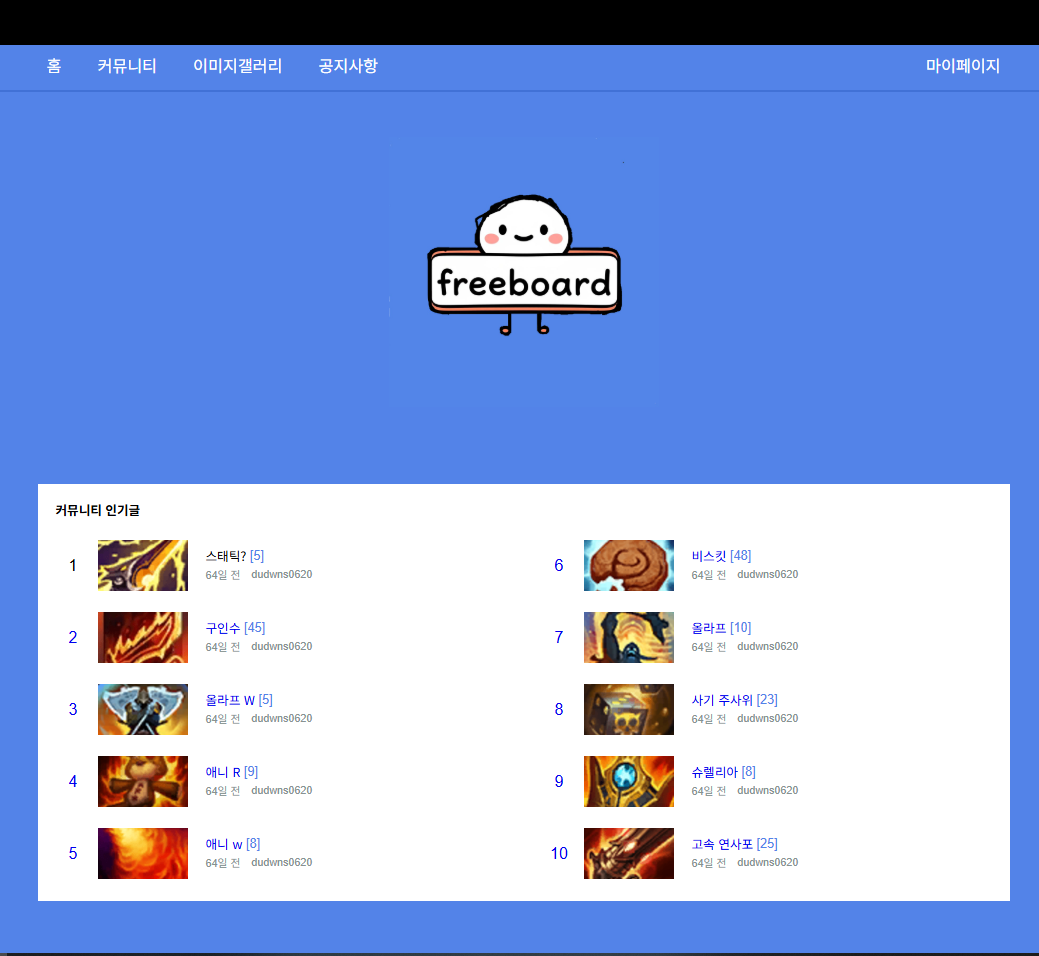 홈 커뮤니티 이미지갤러리 공지사항 마이페이지
freeboard
커뮤니티 인기글
1 스태틱? [5]
64일 전 dudwns0620
2 구인수 [45]
64일 전 dudwns0620
3 올라프 W [5]
64일 전 dudwns0620
4 애니 R [9]
64일 전 dudwns0620
5 애니 w [8]
64일 전 dudwns0620
6 비스킷 [48]
64일 전 dudwns0620
7 올라프 [10]
64일 전 dudwns0620
8 사기 주사위 [23]
64일 전 dudwns0620
9 슈렐리아 [8]
64일 전 dudwns0620
10 고속 연사포 [25]
64일 전 dudwns0620